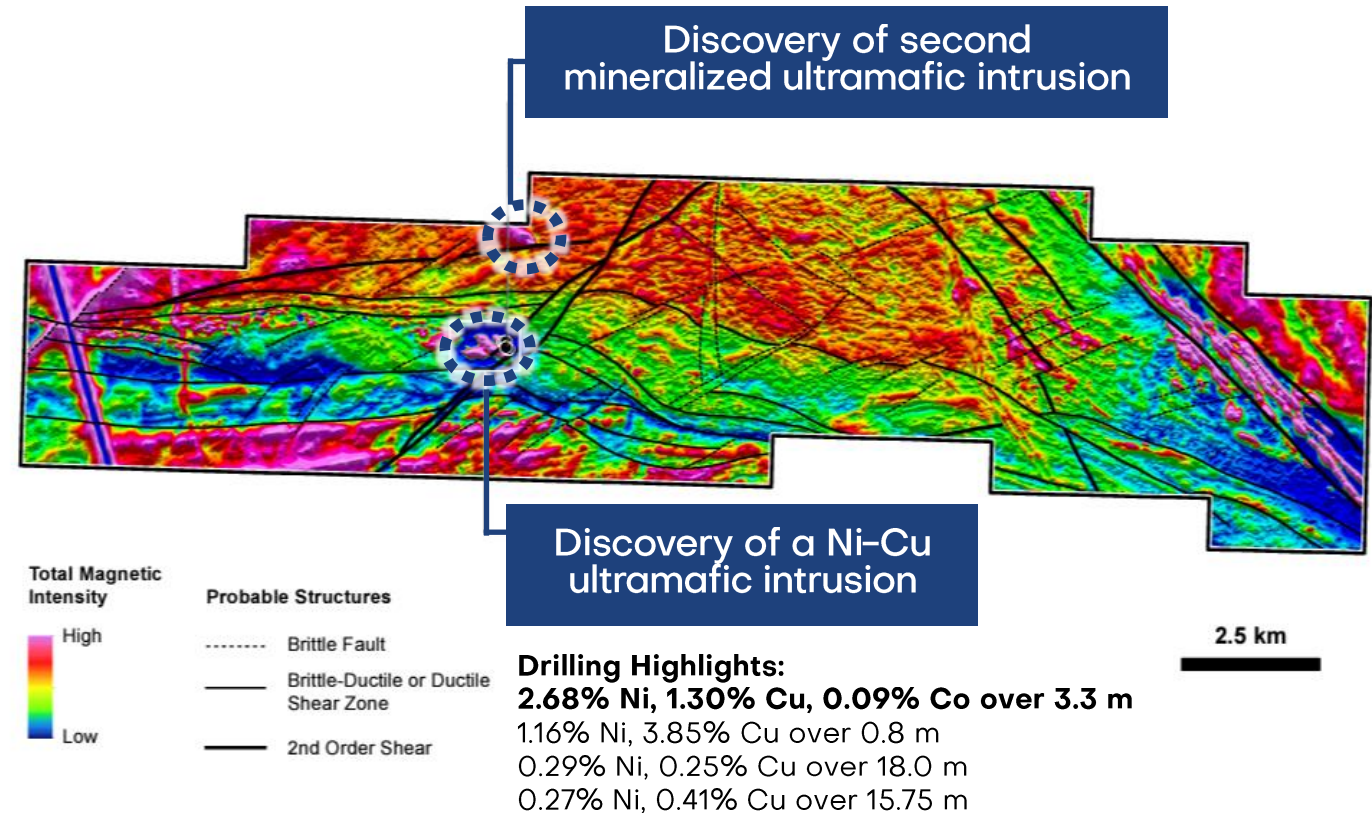 Discovery of second
mineralized ultramafic intrusion
Discovery of a Ni-Cu
ultramafic intrusion
Total Magnetic
Intensity
High
Low
Probable Structures
Brittle Fault
Brittle-Ductile or Ductile
Shear Zone
2nd Order Shear
Drilling Highlights:
2.68% Ni, 1.30% Cu, 0.09% Co over 3.3 m
1.16% Ni, 3.85% Cu over 0.8 m
0.29% Ni, 0.25% Cu over 18.0 m
0.27% Ni, 0.41% Cu over 15.75 m
2.5 km